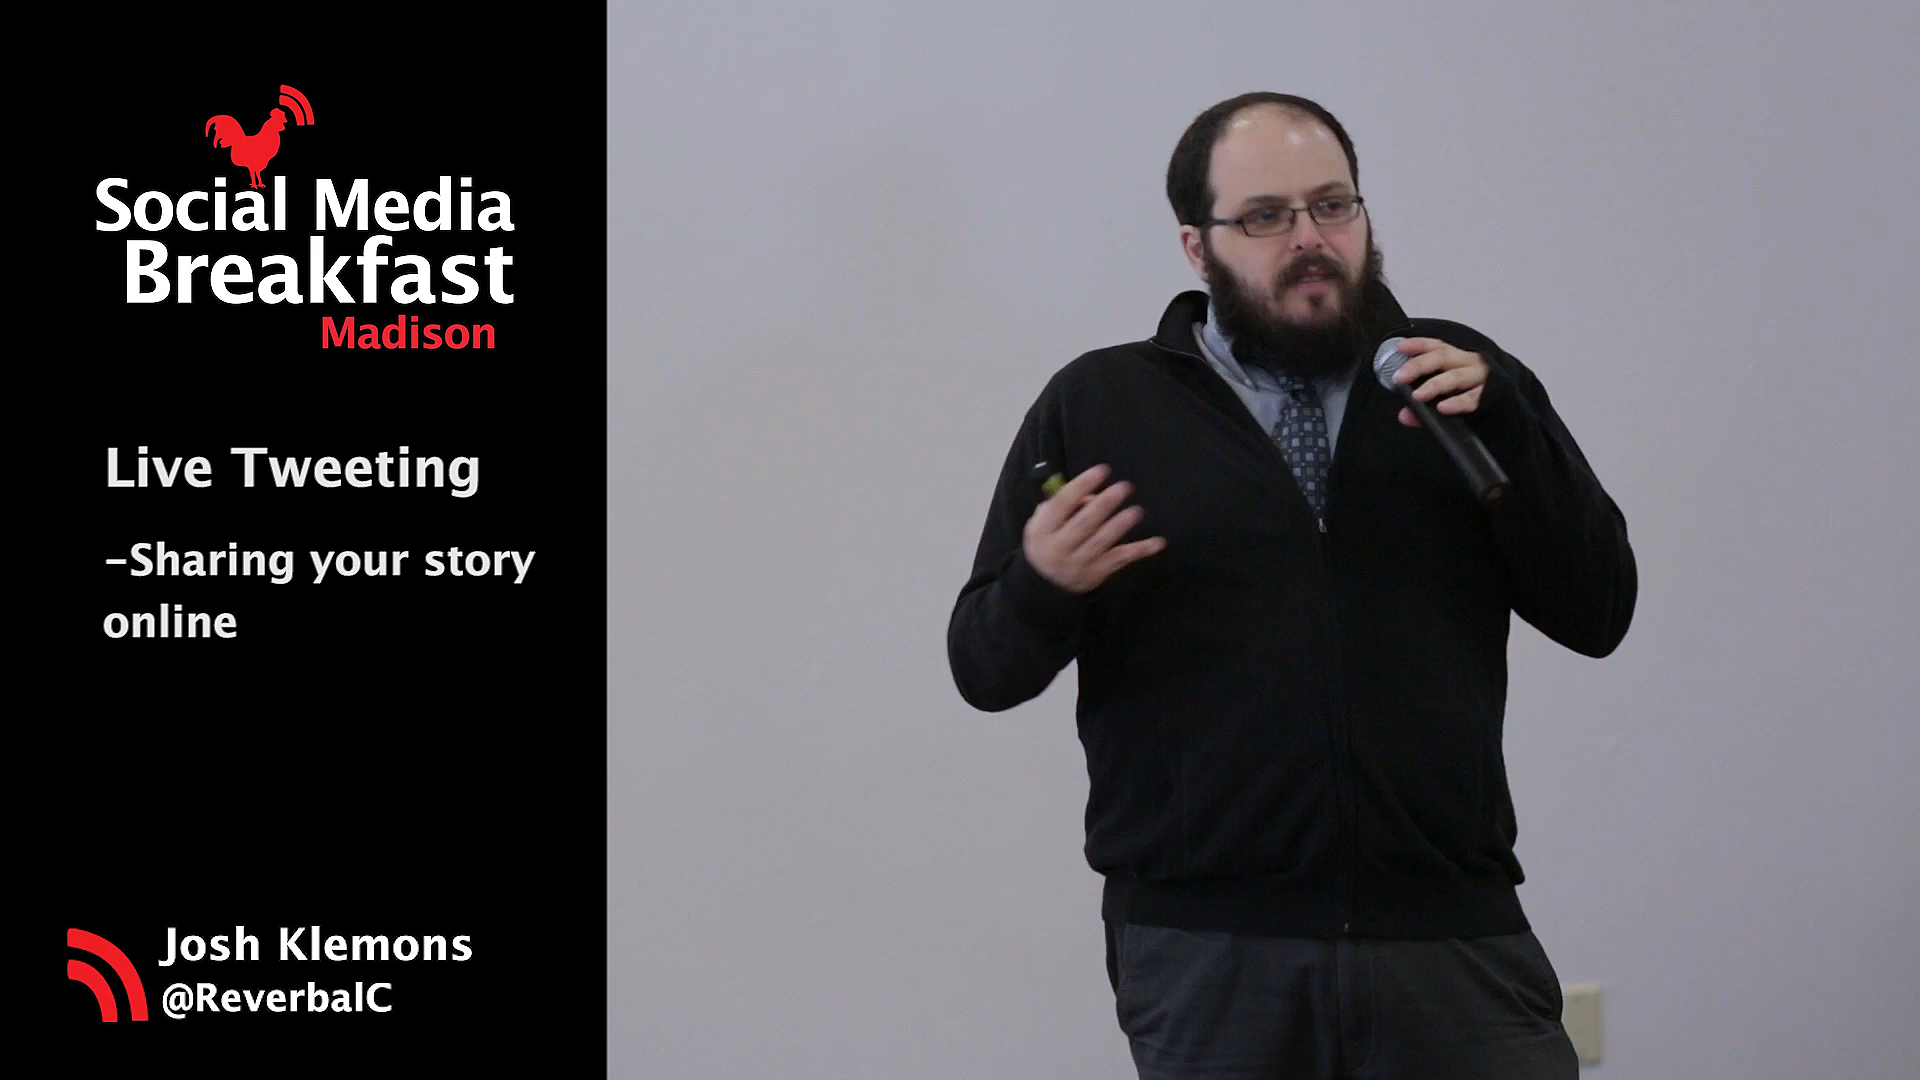 Social Media
Breakfast
Madison
Live Tweeting
-Sharing your story
online
Josh Klemons
@ReverbalC